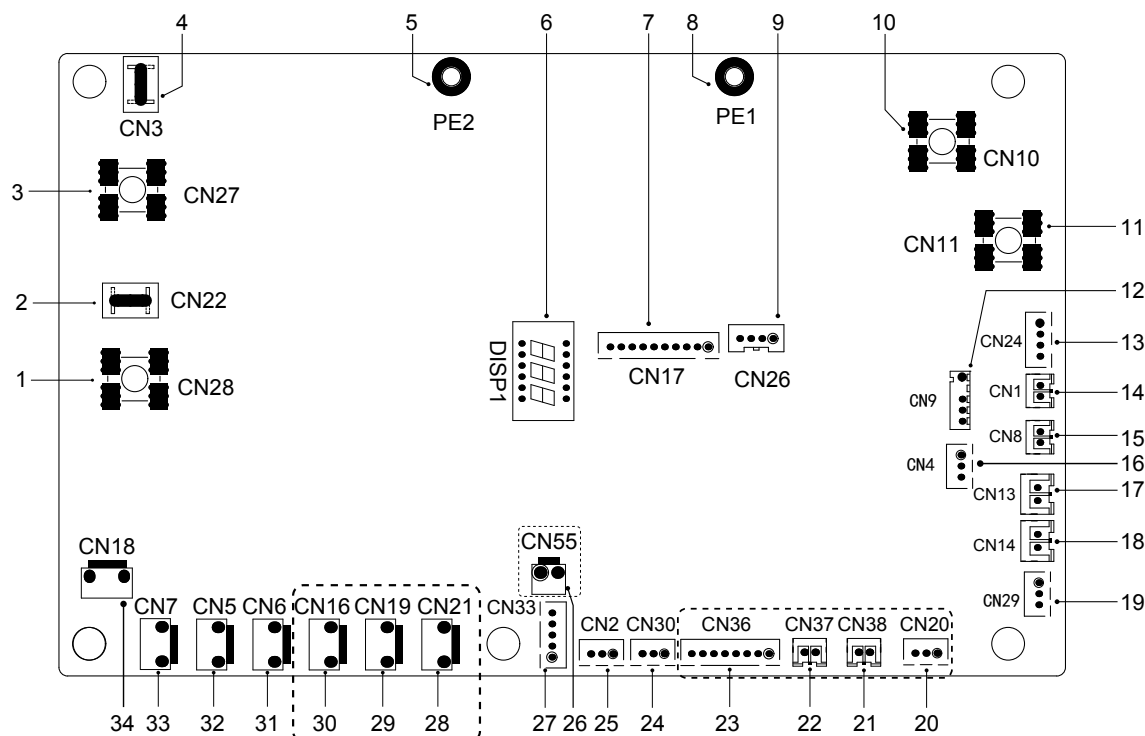 4 5 6 7 8 9 10
CN3 PE2 PE1
CN10
3 CN27
CN11 11
2 CN22
12
DISP1
CN24 13
CN17 CN26
1 CN28
CN9 CN1 14
CN8 15
CN4 16
CN13 17
CN18 CN55
CN14 18
CN7 CN5 CN6 CN16 CN19 CN21 CN33 CN2 CN30 CN36 CN37 CN38 CN20
CN29 19
34 33 32 31 30 29 28 27 26 25 24 23 22 21 20